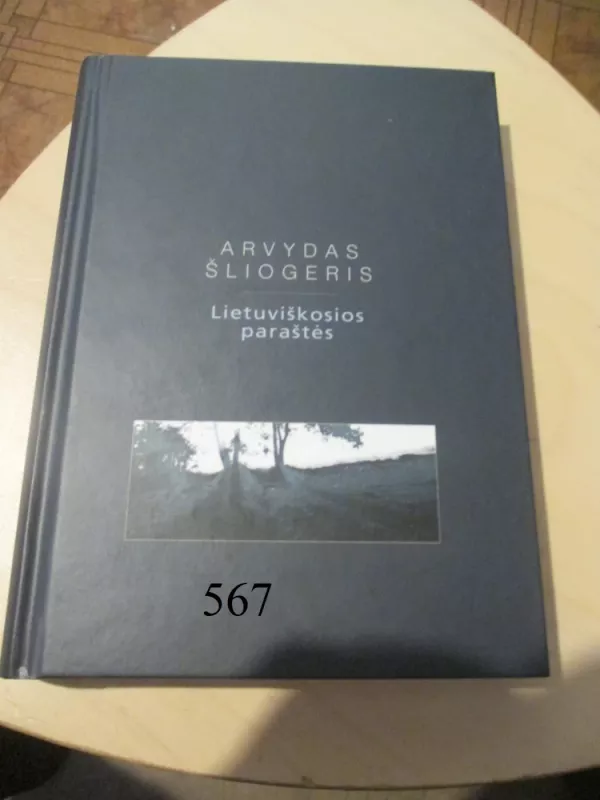 ARVYDAS
ŠLIOGERIS
Lietuviškosios
paraštės
567